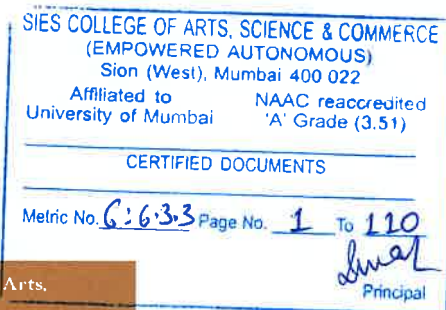 SIES COLLEGE OF ARTS, SCIENCE & COMMERCE
(EMPOWERED AUTONOMOUS)
Sion (West), Mumbai 400 022
Affiliated to
University of Mumbai
NAAC reaccredited
'A' Grade (3.51)
CERTIFIED DOCUMENTS
Metric No. 6:6.3.3 Page No. 1 To 110
Principal
Arts,